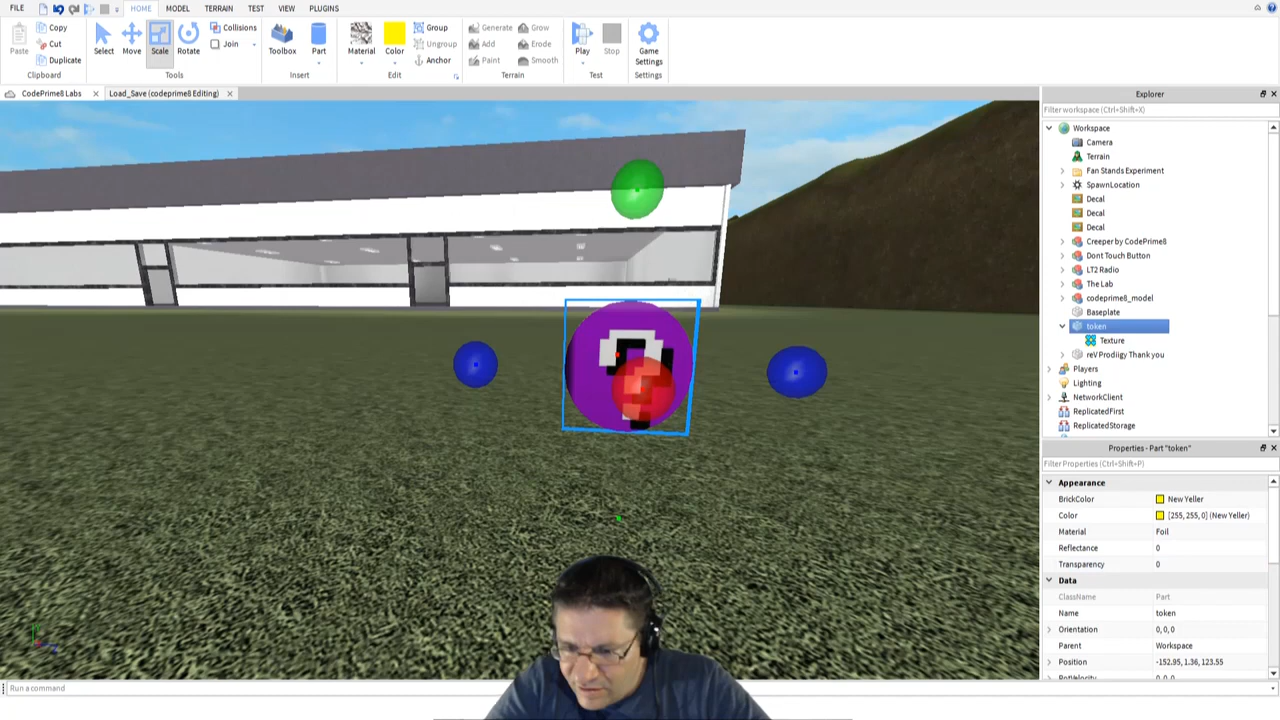 FILE HOME MODEL TERRAIN TEST VIEW PLUGINS
Copy Collisions Group Generate Grow
Cut Join Ungroup Add Erode
Paste Duplicate Select Move Scale Rotate Toolbox Part Material Color Anchor Paint Smooth Play Stop Game Settings
Clipboard Tools Insert Edit Terrain Test Settings
CodePrime8 Labs Load_Save (codeprime8 Editing)
Explorer
Filter workspace (Ctrl+Shift+X)
Workspace
Camera
Terrain
Fan Stands Experiment
SpawnLocation
Decal
Decal
Decal
Creeper by CodePrime8
Dont Touch Button
LT2 Radio
The Lab
codeprime8_model
Baseplate
token
Texture
reV Prodiigy Thank you
Players
Lighting
NetworkClient
ReplicatedFirst
ReplicatedStorage
Properties - Part "token"
Filter Properties (Ctrl+Shift+P)
Appearance
BrickColor New Yeller
Color [255, 255, 0] (New Yeller)
Material Foil
Reflectance 0
Transparency 0
Data
ClassName Part
Name token
Orientation 0, 0, 0
Parent Workspace
Position -152.95, 1.36, 123.55
Run a command